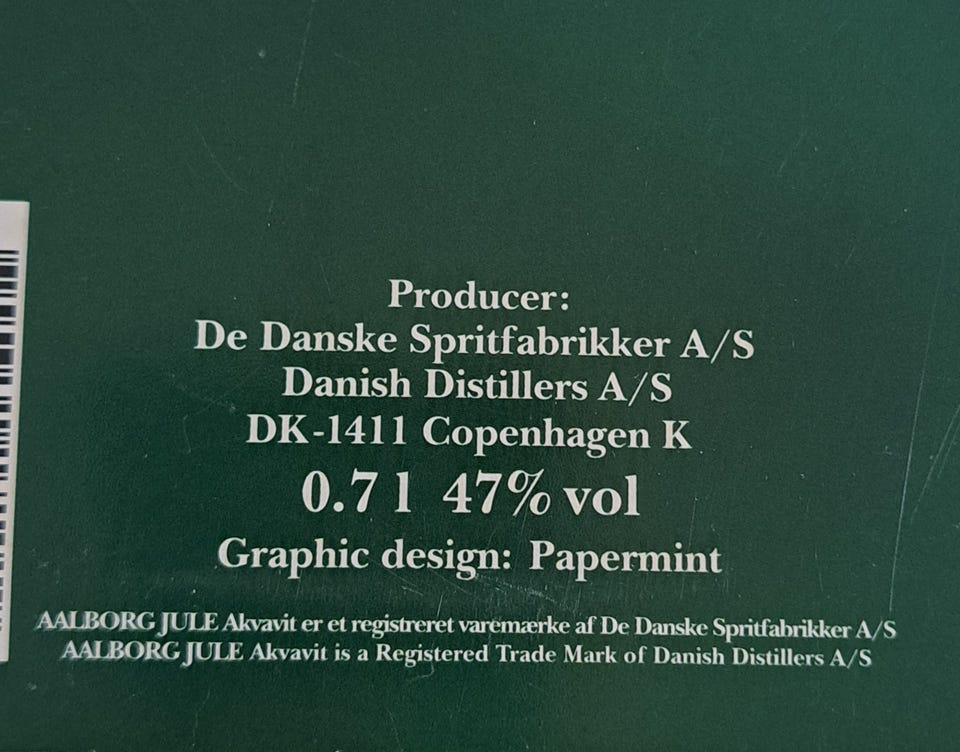 Producer:
De Danske Spritfabrikker A/S
Danish Distillers A/S
DK-1411 Copenhagen K
0.7 l 47% vol
Graphic design: Papermint
AALBORG JULE Akvavit er et registreret varemærke af De Danske Spritfabrikker A/S
AALBORG JULE Akvavit is a Registered Trade Mark of Danish Distillers A/S